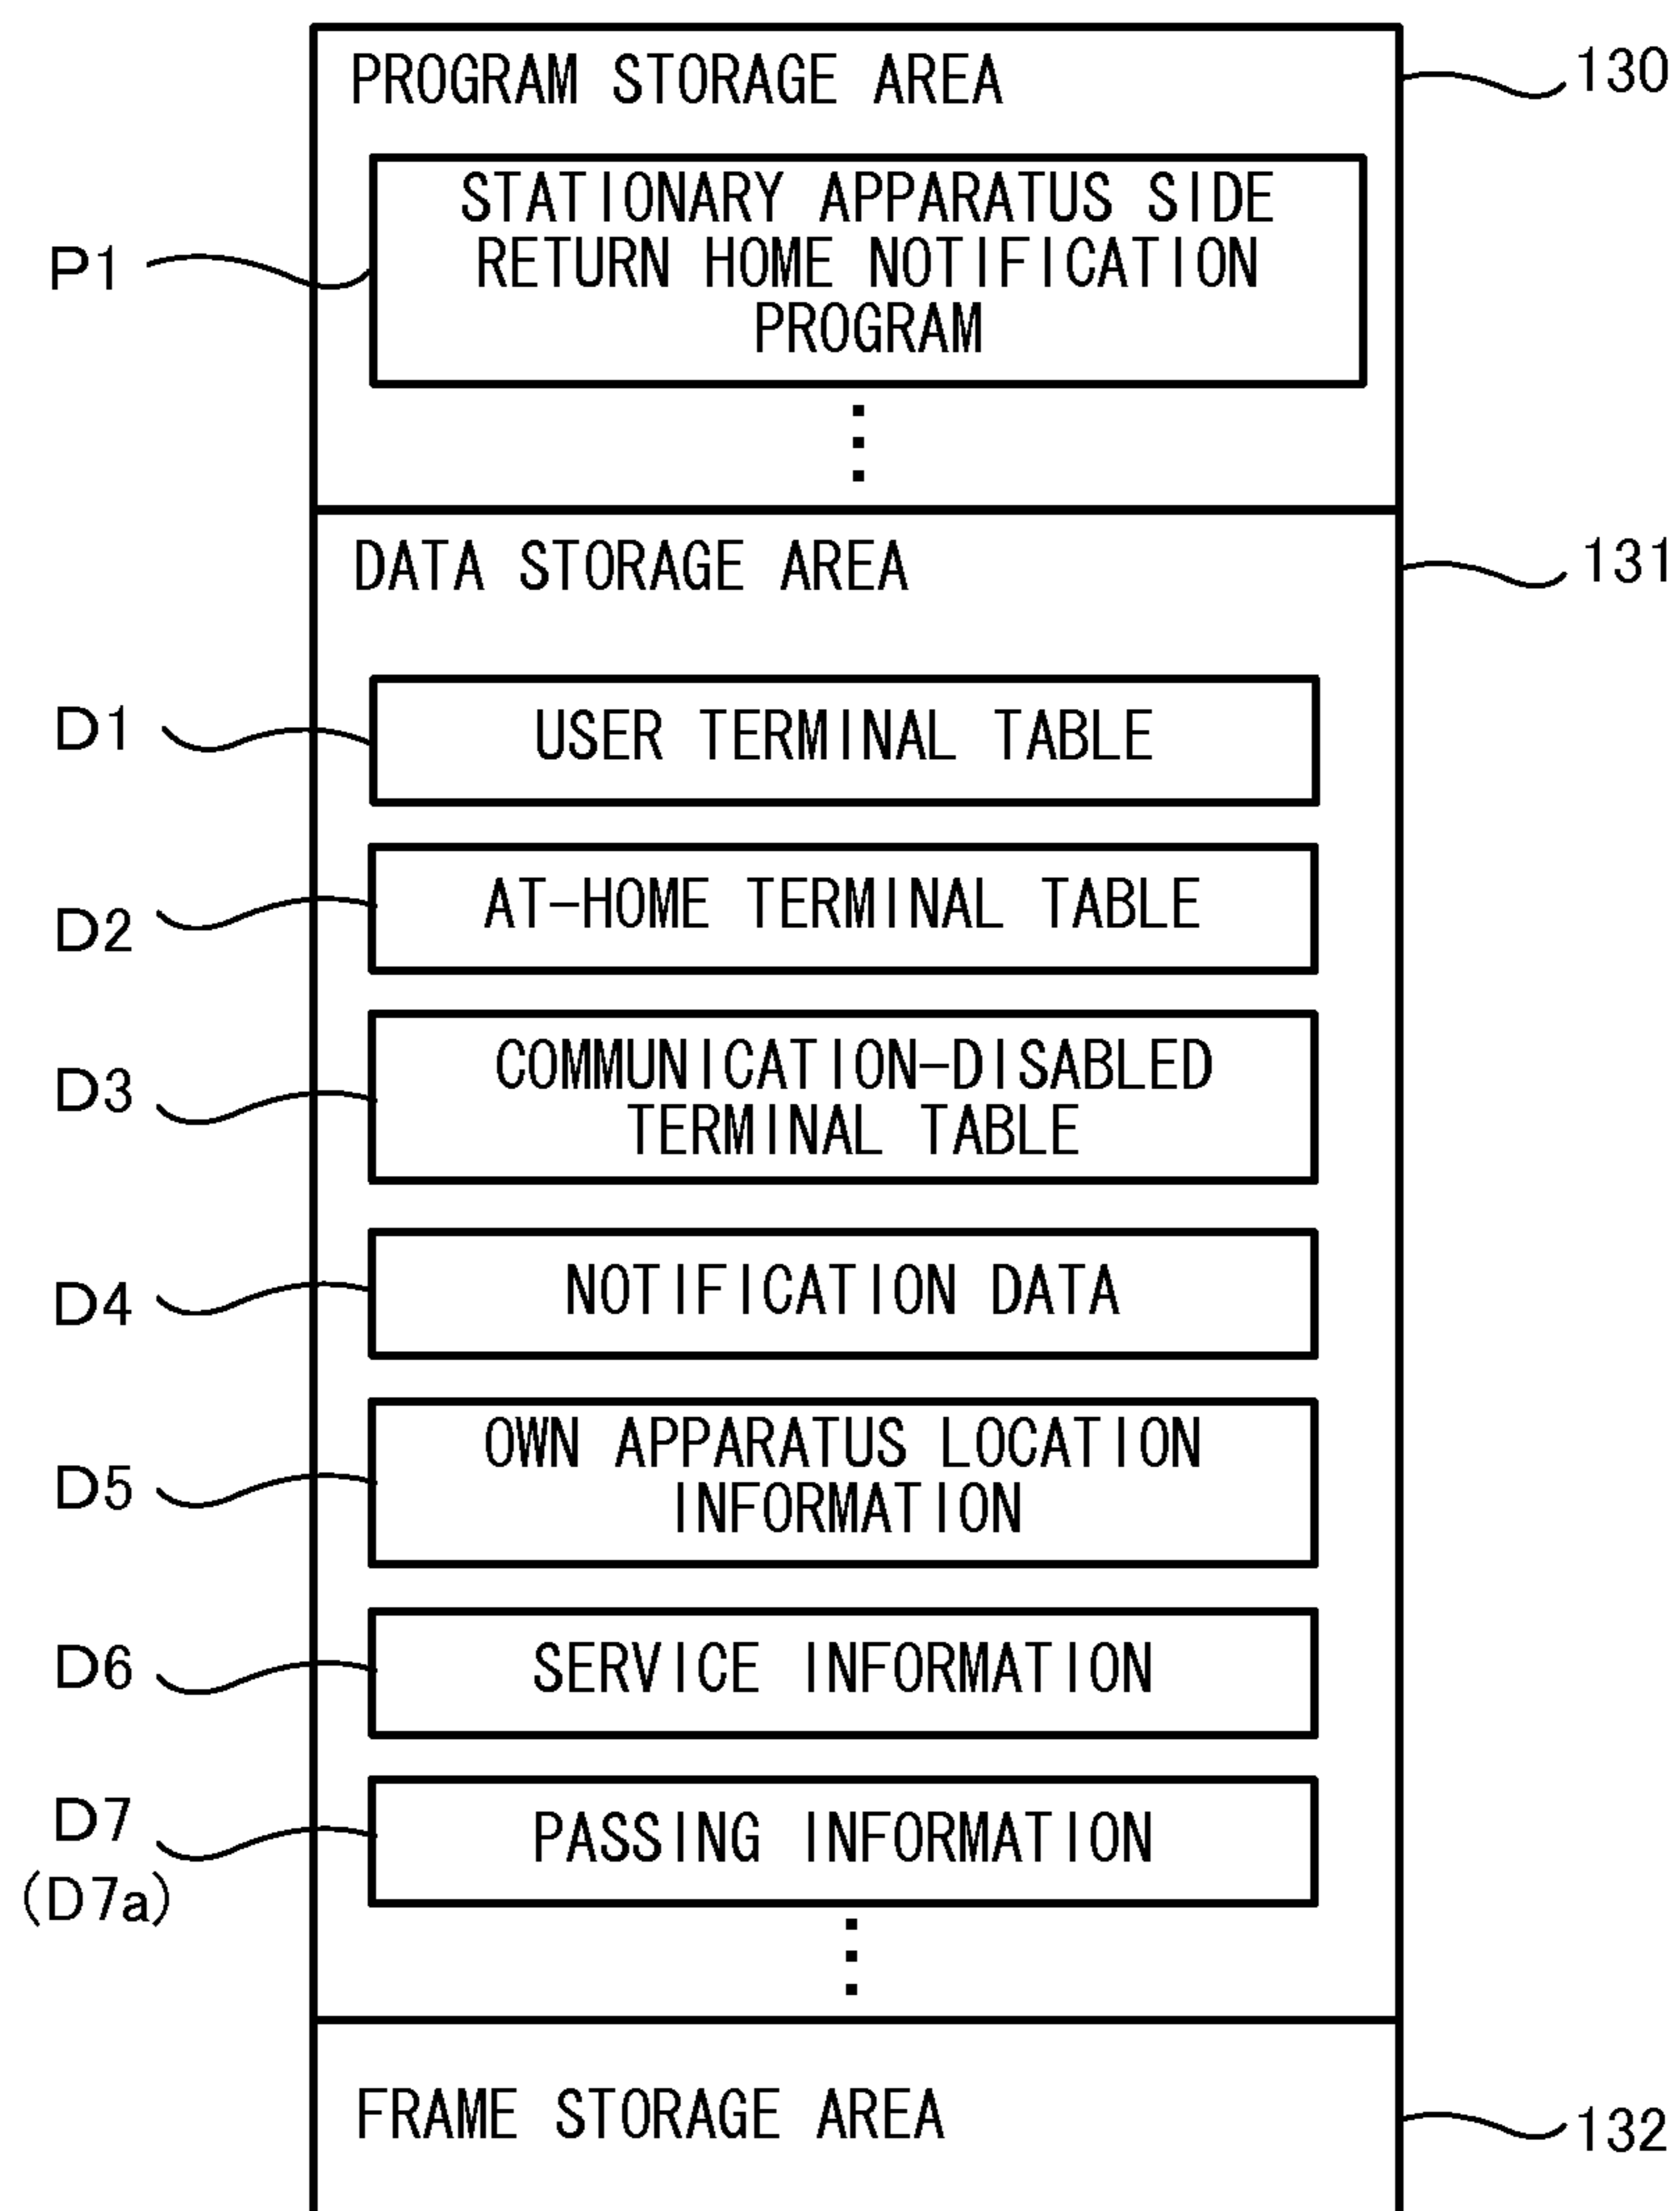 PROGRAM STORAGE AREA
130
STATIONARY APPARATUS SIDE
RETURN HOME NOTIFICATION
PROGRAM
P1
DATA STORAGE AREA
131
D1
USER TERMINAL TABLE
D2
AT-HOME TERMINAL TABLE
D3
COMMUNICATION-DISABLED
TERMINAL TABLE
D4
NOTIFICATION DATA
D5
OWN APPARATUS LOCATION
INFORMATION
D6
SERVICE INFORMATION
D7
(D7a)
PASSING INFORMATION
FRAME STORAGE AREA
132